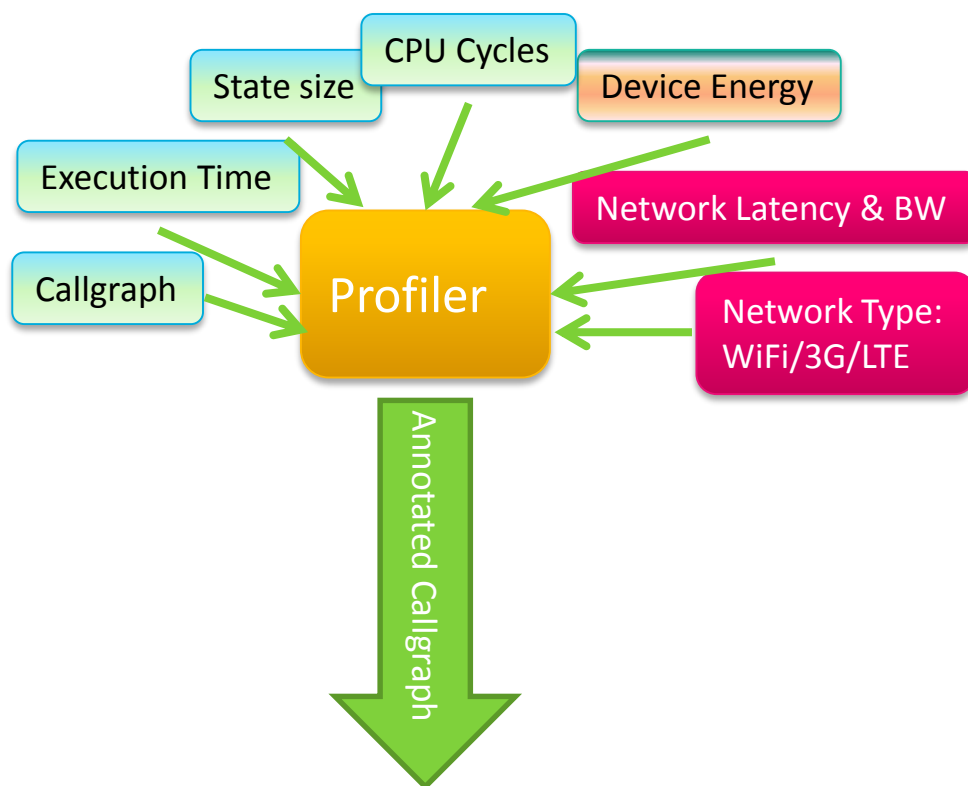 CPU Cycles
State size
Device Energy
Execution Time
Network Latency & BW
Callgraph
Profiler
Network Type:
WiFi/3G/LTE
Annotated Callgraph